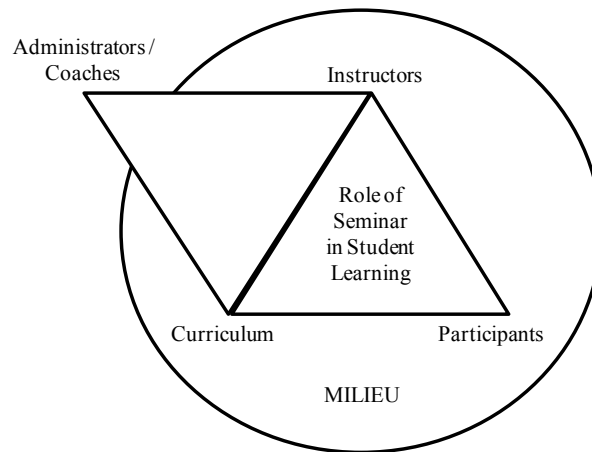 Administrators /
Coaches
Instructors
Role of
Seminar
in Student
Learning
Curriculum
Participants
MILIEU